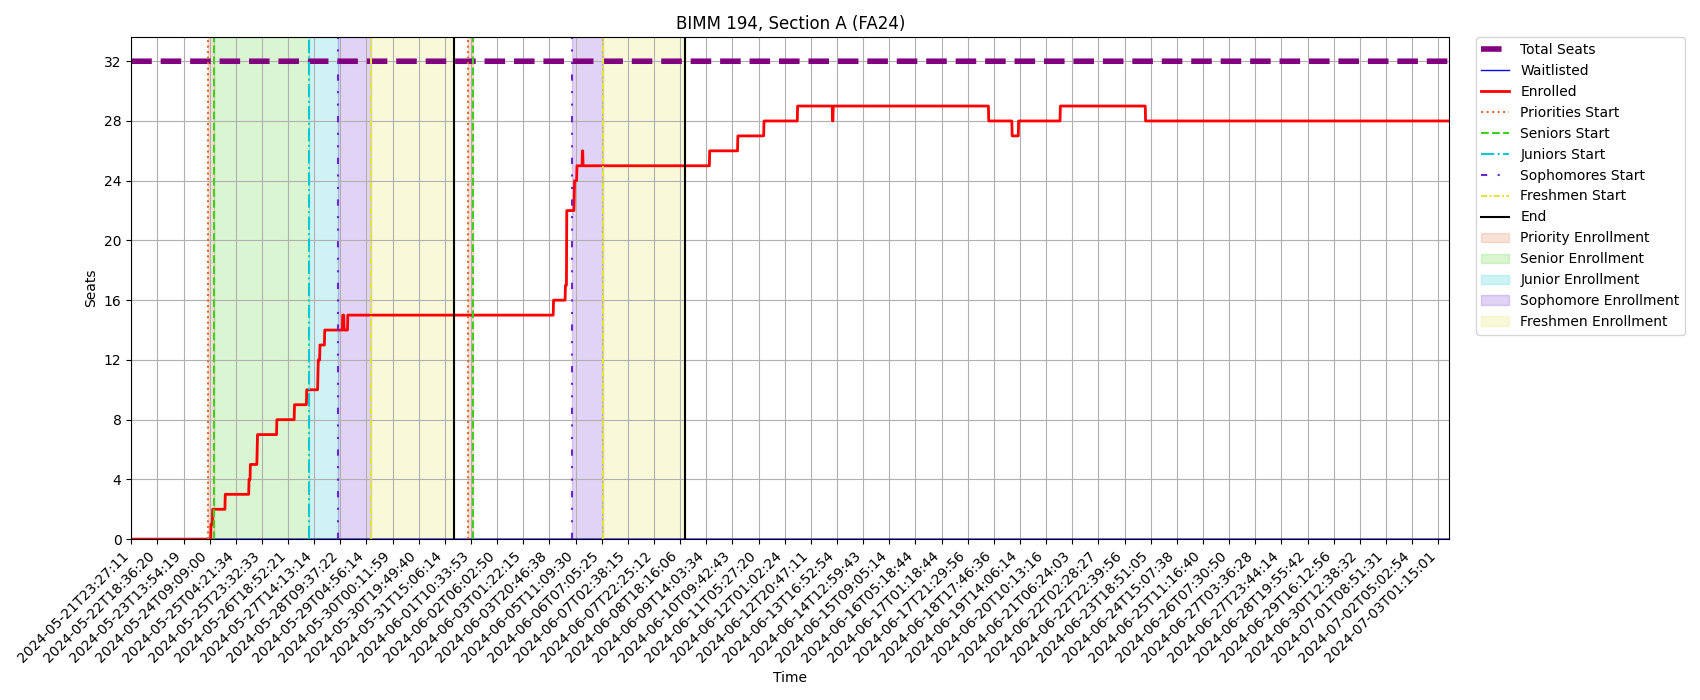 BIMM 194, Section A (FA24)
Seats
32
28
24
20
16
12
8
4
0
2024-05-21T23:27:11
2024-05-22T18:36:20
2024-05-23T13:54:19
2024-05-24T09:09:00
2024-05-25T04:21:34
2024-05-25T23:32:33
2024-05-26T18:52:21
2024-05-27T14:13:14
2024-05-28T09:37:22
2024-05-29T04:56:14
2024-05-30T00:11:59
2024-05-30T19:49:40
2024-05-31T15:06:14
2024-06-01T10:33:53
2024-06-02T06:02:50
2024-06-03T01:22:15
2024-06-03T20:46:38
2024-06-05T11:09:30
2024-06-06T07:05:25
2024-06-07T02:38:15
2024-06-07T22:25:12
2024-06-08T18:16:06
2024-06-09T14:03:34
2024-06-10T09:42:43
2024-06-11T05:27:20
2024-06-12T01:02:24
2024-06-12T20:47:11
2024-06-13T16:52:54
2024-06-14T12:59:43
2024-06-15T09:05:14
2024-06-16T05:18:44
2024-06-17T01:18:44
2024-06-17T21:29:56
2024-06-18T17:46:36
2024-06-19T14:06:14
2024-06-20T10:13:16
2024-06-21T06:24:03
2024-06-22T02:28:27
2024-06-22T22:39:56
2024-06-23T18:51:05
2024-06-24T15:07:38
2024-06-25T11:16:40
2024-06-26T07:30:50
2024-06-27T03:36:28
2024-06-27T23:44:14
2024-06-28T19:55:42
2024-06-29T16:12:56
2024-06-30T12:38:32
2024-07-01T08:51:31
2024-07-02T05:02:54
2024-07-03T01:15:01
Time
Total Seats
Waitlisted
Enrolled
Priorities Start
Seniors Start
Juniors Start
Sophomores Start
Freshmen Start
End
Priority Enrollment
Senior Enrollment
Junior Enrollment
Sophomore Enrollment
Freshmen Enrollment